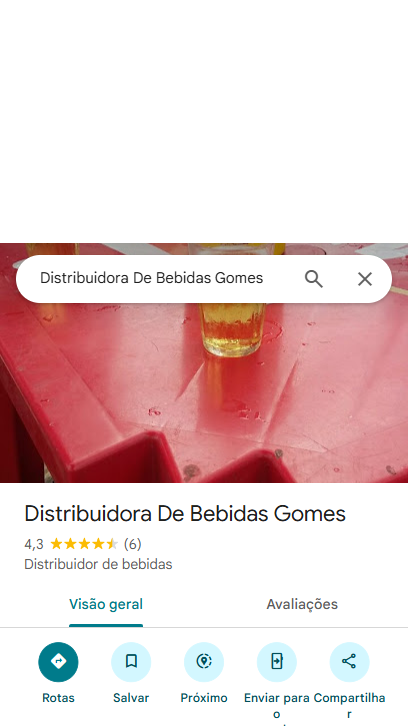 Distribuidora De Bebidas Gomes
Distribuidora De Bebidas Gomes
4,3 (6)
Distribuidor de bebidas
Visão geral Avaliações
Rotas Salvar Próximo Enviar para Compartilha
o r